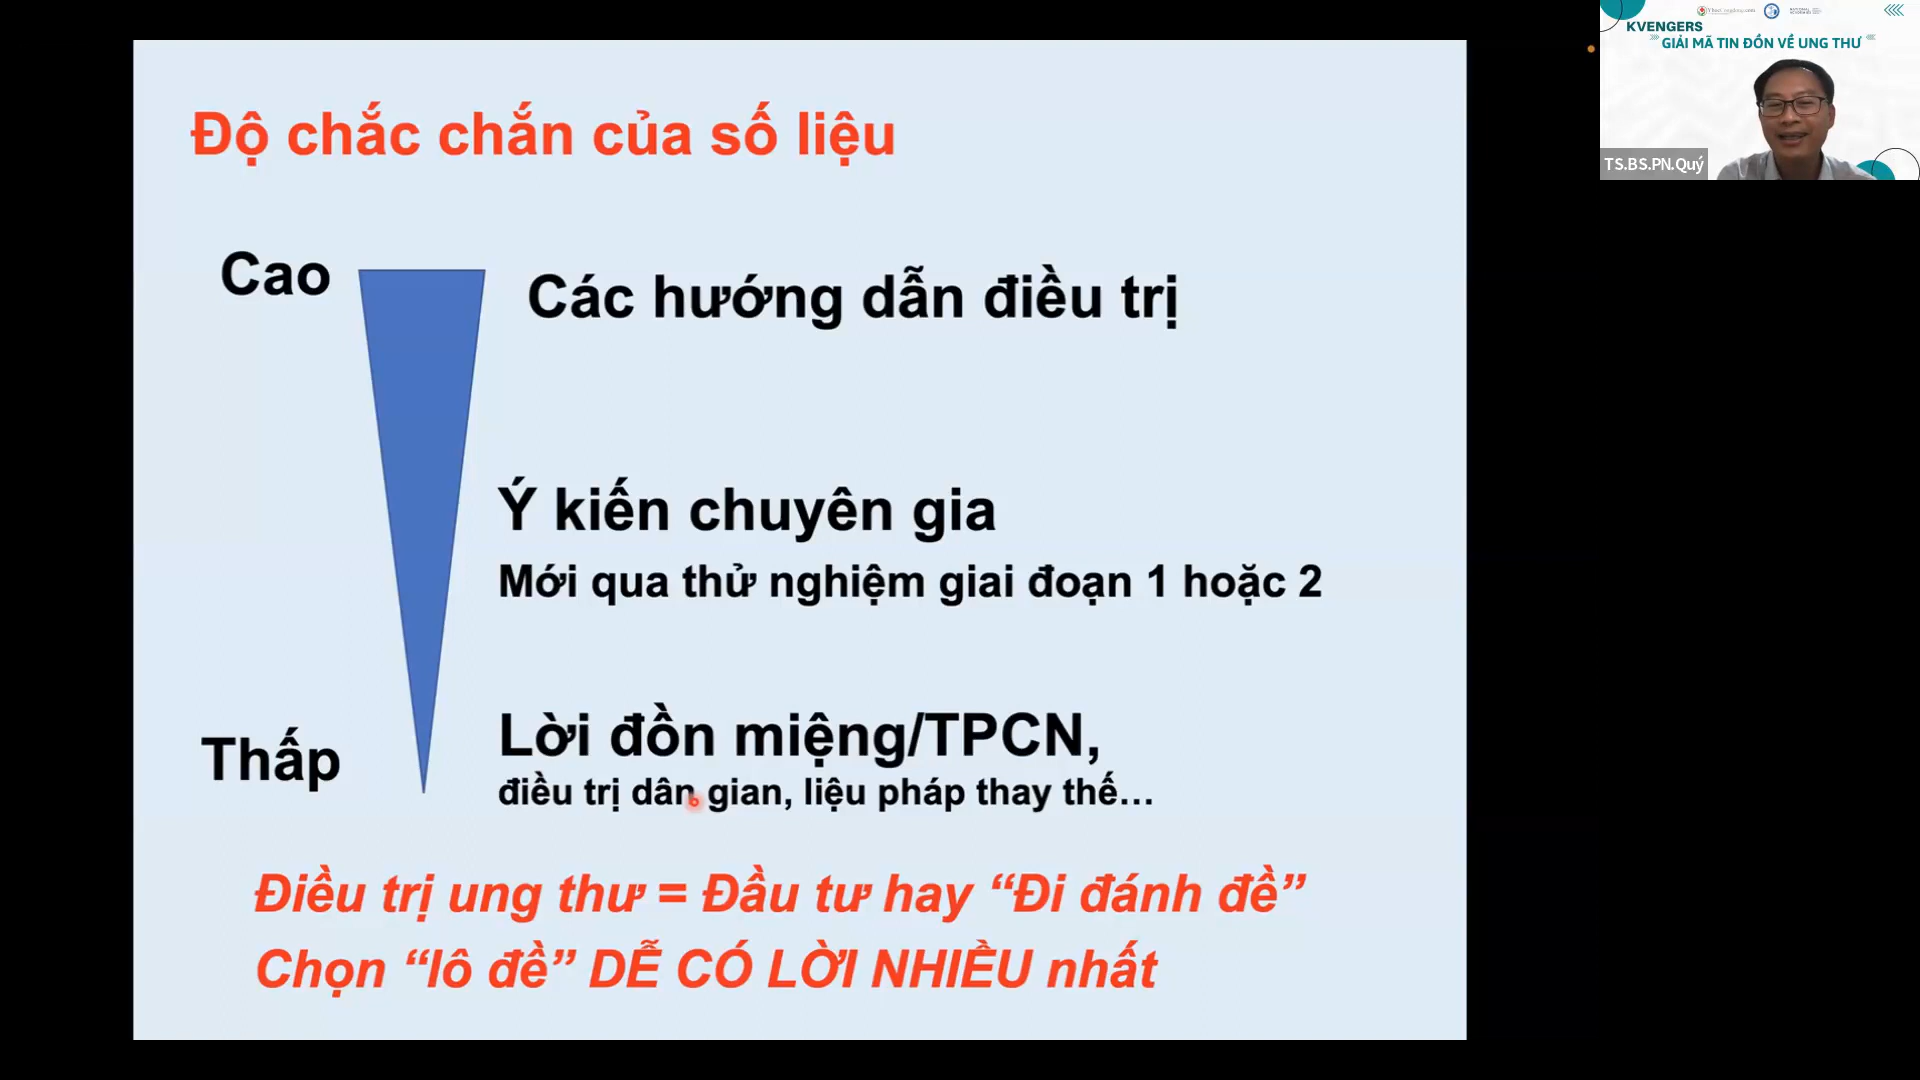 Độ chắc chắn của số liệu
Cao
Các hướng dẫn điều trị
Ý kiến chuyên gia
Mới qua thử nghiệm giai đoạn 1 hoặc 2
Thấp
Lời đồn miệng/TPCN,
điều trị dân gian, liệu pháp thay thế...
Điều trị ung thư = Đầu tư hay “Đi đánh đề”
Chọn “lô đề” DỄ CÓ LỜI NHIỀU nhất
KVENGERS
GIẢI MÃ TIN ĐỒN VỀ UNG THƯ
TS.BS.PN.Quý